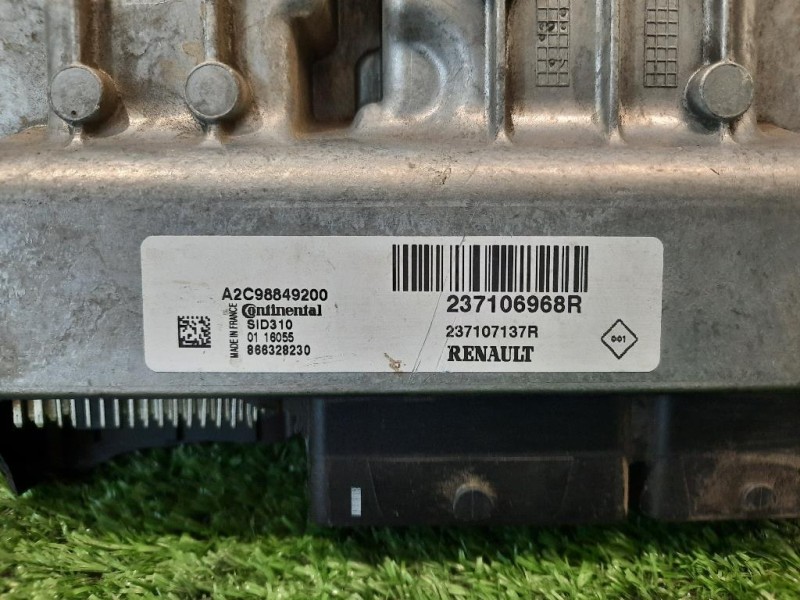 A2C98849200
Continental
SID310
01 16055
866328230
MADE IN FRANCE
237106968R
237107137R
RENAULT
001